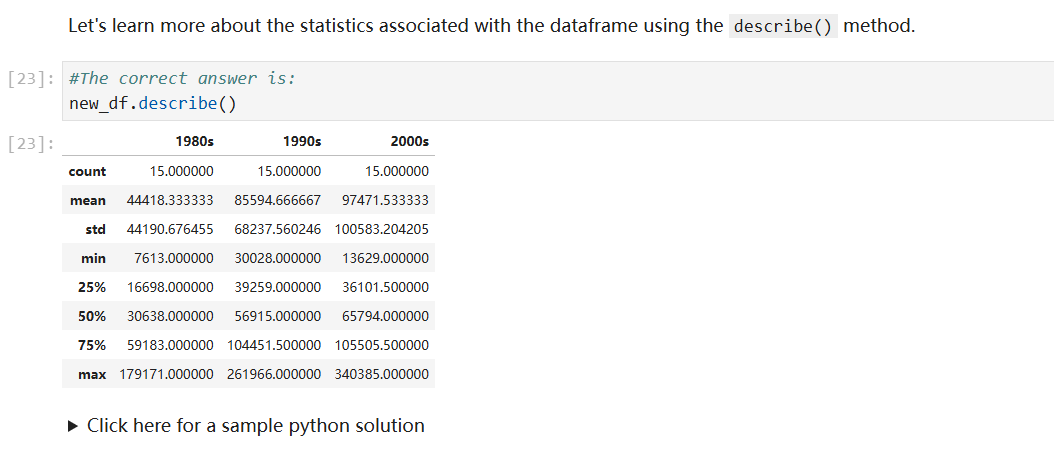 Let's learn more about the statistics associated with the dataframe using the describe() method.
[23]: #The correct answer is:
new_df.describe()
[23]: 1980s 1990s 2000s
count 15.000000 15.000000 15.000000
mean 44418.333333 85594.666667 97471.533333
std 44190.676455 68237.560246 100583.204205
min 7613.000000 30028.000000 13629.000000
25% 16698.000000 39259.000000 36101.500000
50% 30638.000000 56915.000000 65794.000000
75% 59183.000000 104451.500000 105505.500000
max 179171.000000 261966.000000 340385.000000
Click here for a sample python solution